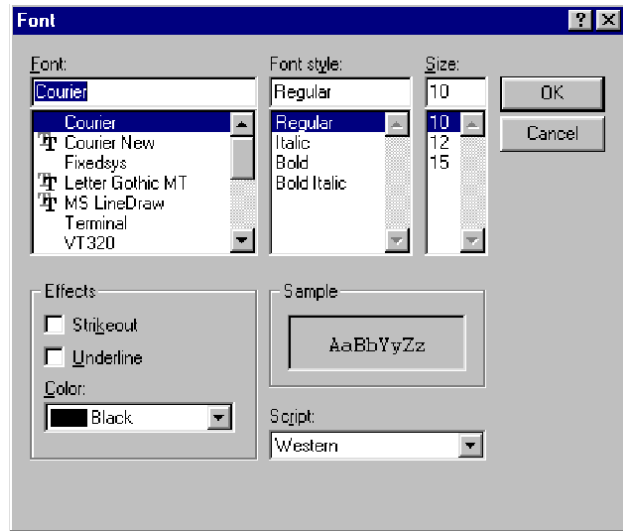 Font
Font: Font style: Size:
Courier Regular 10 OK
Courier Regular 10 Cancel
Courier New Italic 12
Fixedsys Bold 15
Letter Gothic MT Bold Italic
MS LineDraw
Terminal
VT320
Effects Sample
Strikeout
Underline AaBbYyZz
Color:
Black Script:
Western